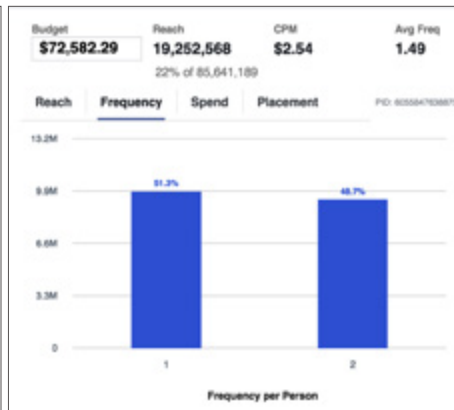 Budget Reach CPM Avg Freq
$72,582.29 19,252,568 $2.54 1.49
22% of 85,641,189
Reach Frequency Spend Placement PID:
13.2M
9.9M
6.6M
3.3M
0
51.3%
48.7%
1 2
Frequency per Person